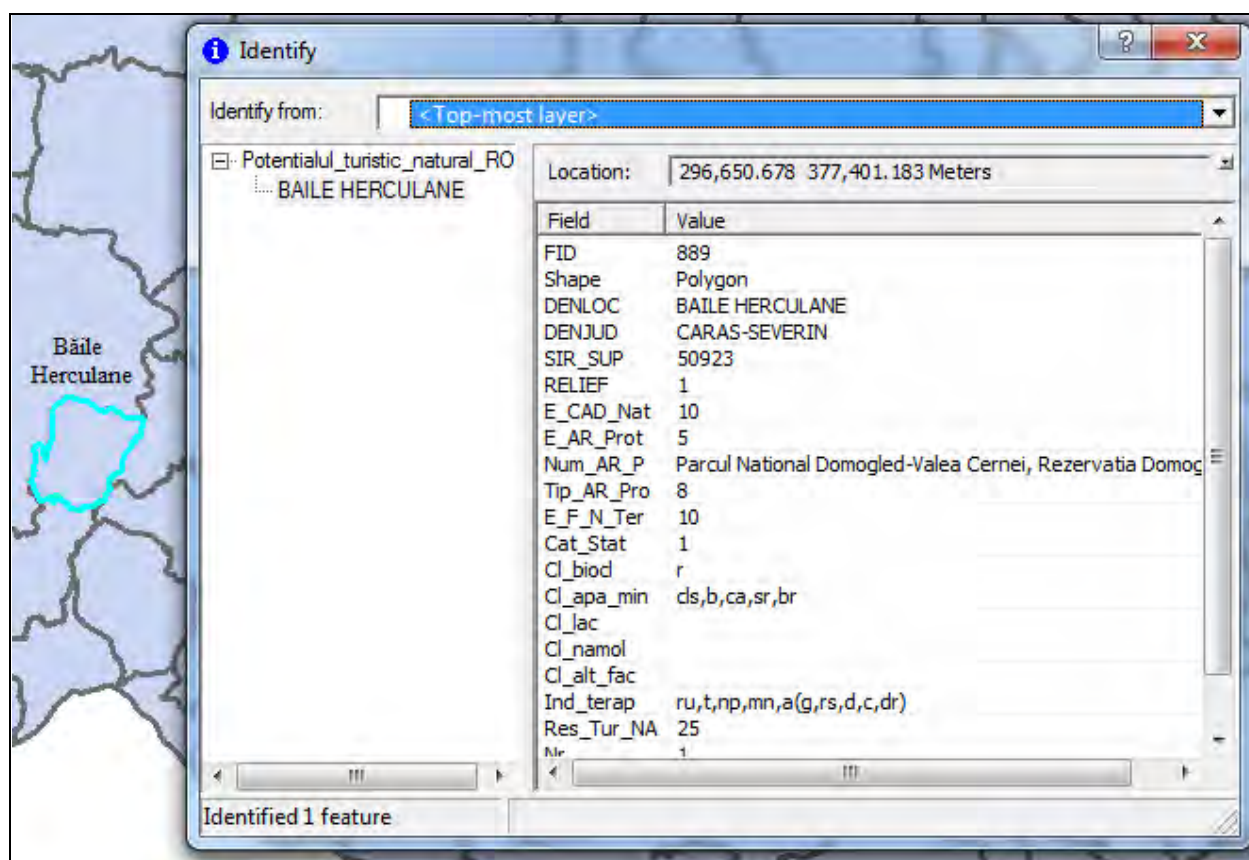 Identify
Identify from: <Top-most layer>
Potentialul_turistic_natural_RO
BAILE HERCULANE
Location: 296,650.678 377,401.183 Meters
Field Value
FID 889
Shape Polygon
DENLOC BAILE HERCULANE
DENJUD CARAS-SEVERIN
SIR_SUP 50923
RELIEF 1
E_CAD_Nat 10
E_AR_Prot 5
Num_AR_P Parcul National Domogled-Valea Cernei, Rezervatia Domog
Tip_AR_Pro 8
E_F_N_Ter 10
Cat_Stat 1
Cl_biocl r
Cl_apa_min cls,b,ca,sr,br
Cl_lac
Cl_namol
Cl_alt_fac
Ind_terap ru,t,np,mn,a(g,rs,d,c,dr)
Res_Tur_NA 25
Nr 1
Identified 1 feature
Băile
Herculane